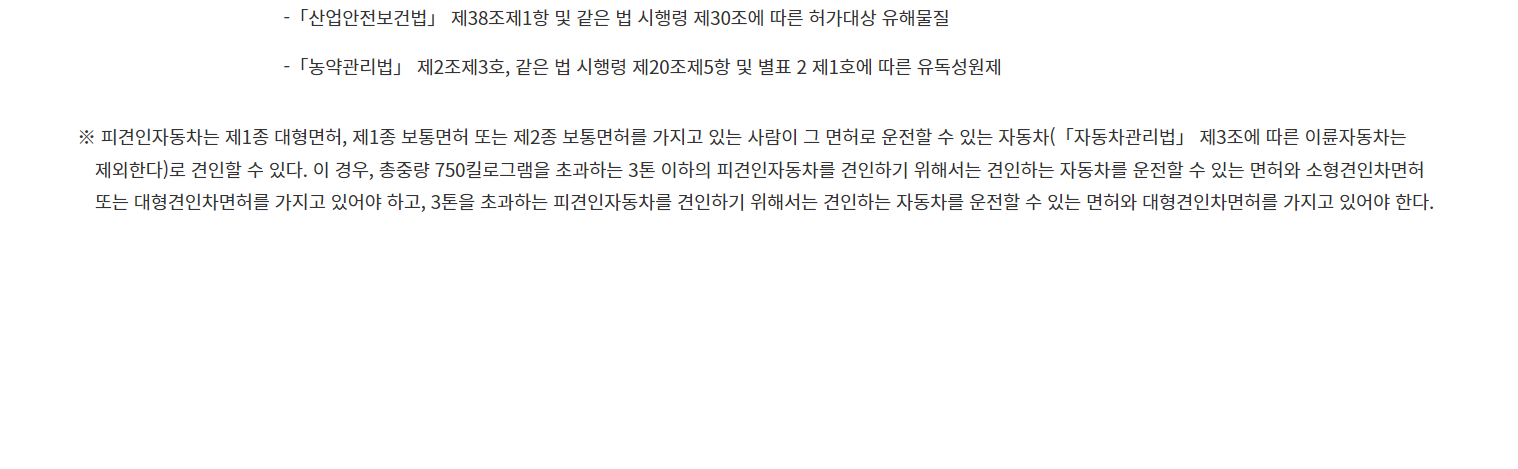 -「산업안전보건법」 제38조제1항 및 같은 법 시행령 제30조에 따른 허가대상 유해물질
-「농약관리법」 제2조제3호, 같은 법 시행령 제20조제5항 및 별표 2 제1호에 따른 유독성원제
※ 피견인자동차는 제1종 대형면허, 제1종 보통면허 또는 제2종 보통면허를 가지고 있는 사람이 그 면허로 운전할 수 있는 자동차(「자동차관리법」 제3조에 따른 이륜자동차는
제외한다)로 견인할 수 있다. 이 경우, 총중량 750킬로그램을 초과하는 3톤 이하의 피견인자동차를 견인하기 위해서는 견인하는 자동차를 운전할 수 있는 면허와 소형견인차면허
또는 대형견인차면허를 가지고 있어야 하고, 3톤을 초과하는 피견인자동차를 견인하기 위해서는 견인하는 자동차를 운전할 수 있는 면허와 대형견인차면허를 가지고 있어야 한다.